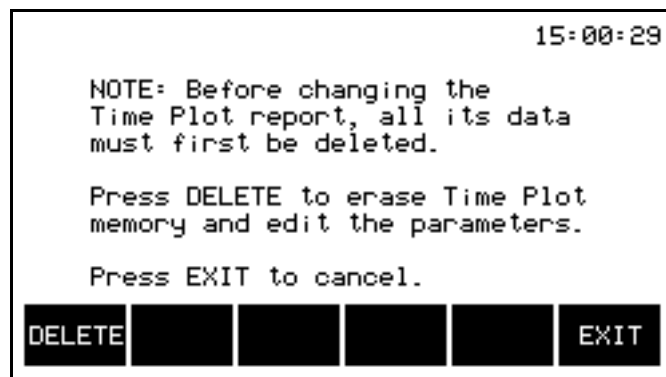 15:00:29
NOTE: Before changing the
Time Plot report, all its data
must first be deleted.
Press DELETE to erase Time Plot
memory and edit the parameters.
Press EXIT to cancel.
DELETE EXIT